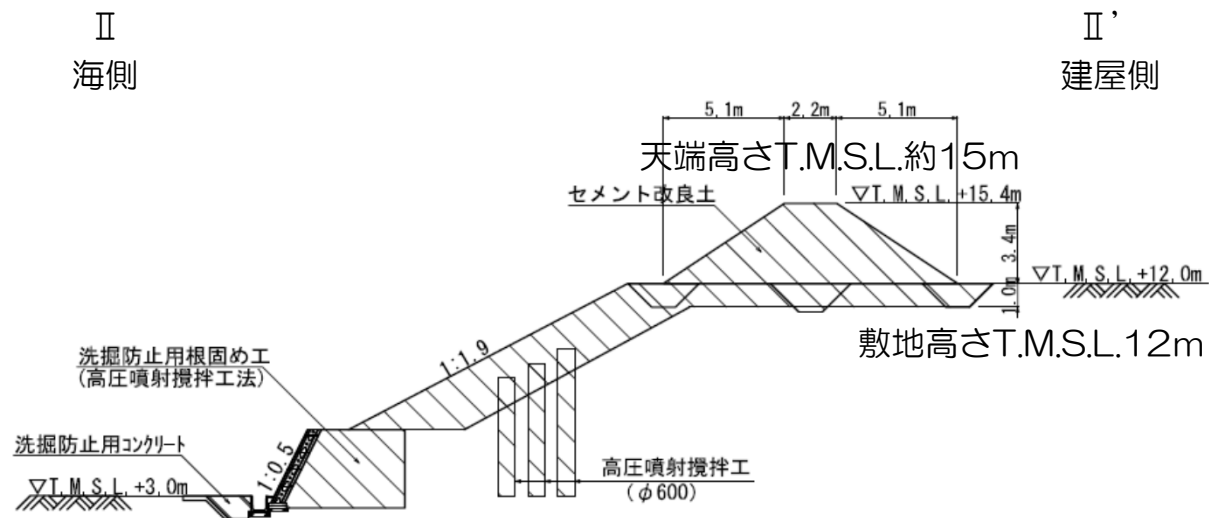 Ⅱ
海側
Ⅱ’
建屋側
5.1m
2.2m
5.1m
天端高さT.M.S.L.約15m
セメント改良土
▽T.M.S.L.+15.4m
3.4m
▽T.M.S.L.+12.0m
1.0m
敷地高さT.M.S.L.12m
1:1.9
洗掘防止用根固め工
(高圧噴射攪拌工法)
洗掘防止用コンクリート
1:0.5
▽T.M.S.L.+3.0m
高圧噴射攪拌工
(φ600)